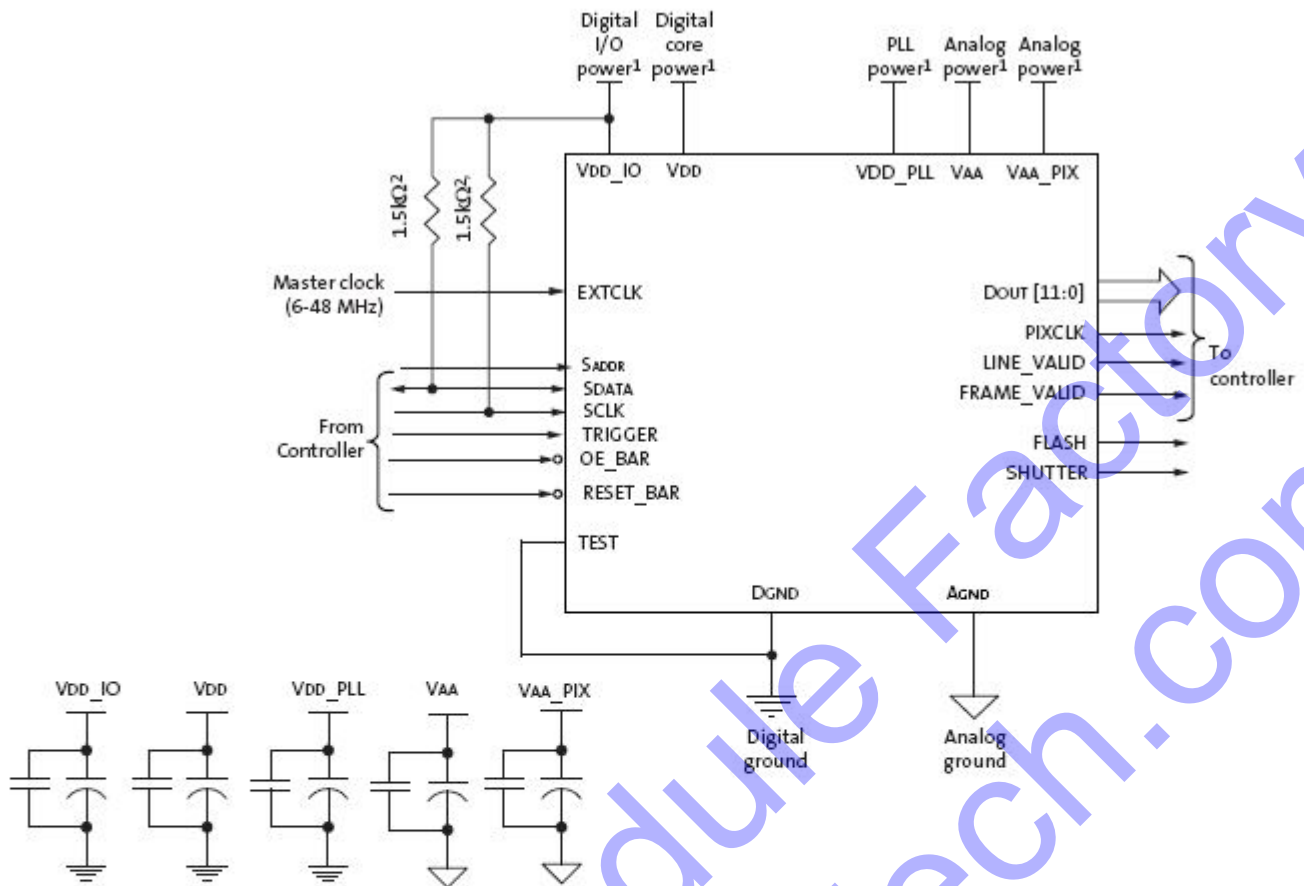 Digital I/O power¹
Digital core power¹
PLL power¹
Analog power¹
Analog power¹
VDD_IO
VDD
VDD_PLL
VAA
VAA_PIX
1.5kΩ²
1.5kΩ²
Master clock (6-48 MHz)
EXTCLK
DOUT [11:0]
PIXCLK
LINE_VALID
FRAME_VALID
To controller
SADDR
SDATA
SCLK
TRIGGER
OE_BAR
RESET_BAR
From Controller
FLASH
SHUTTER
TEST
DGND
AGND
Digital ground
Analog ground
VDD_IO
VDD
VDD_PLL
VAA
VAA_PIX
dule Factory
ech.com